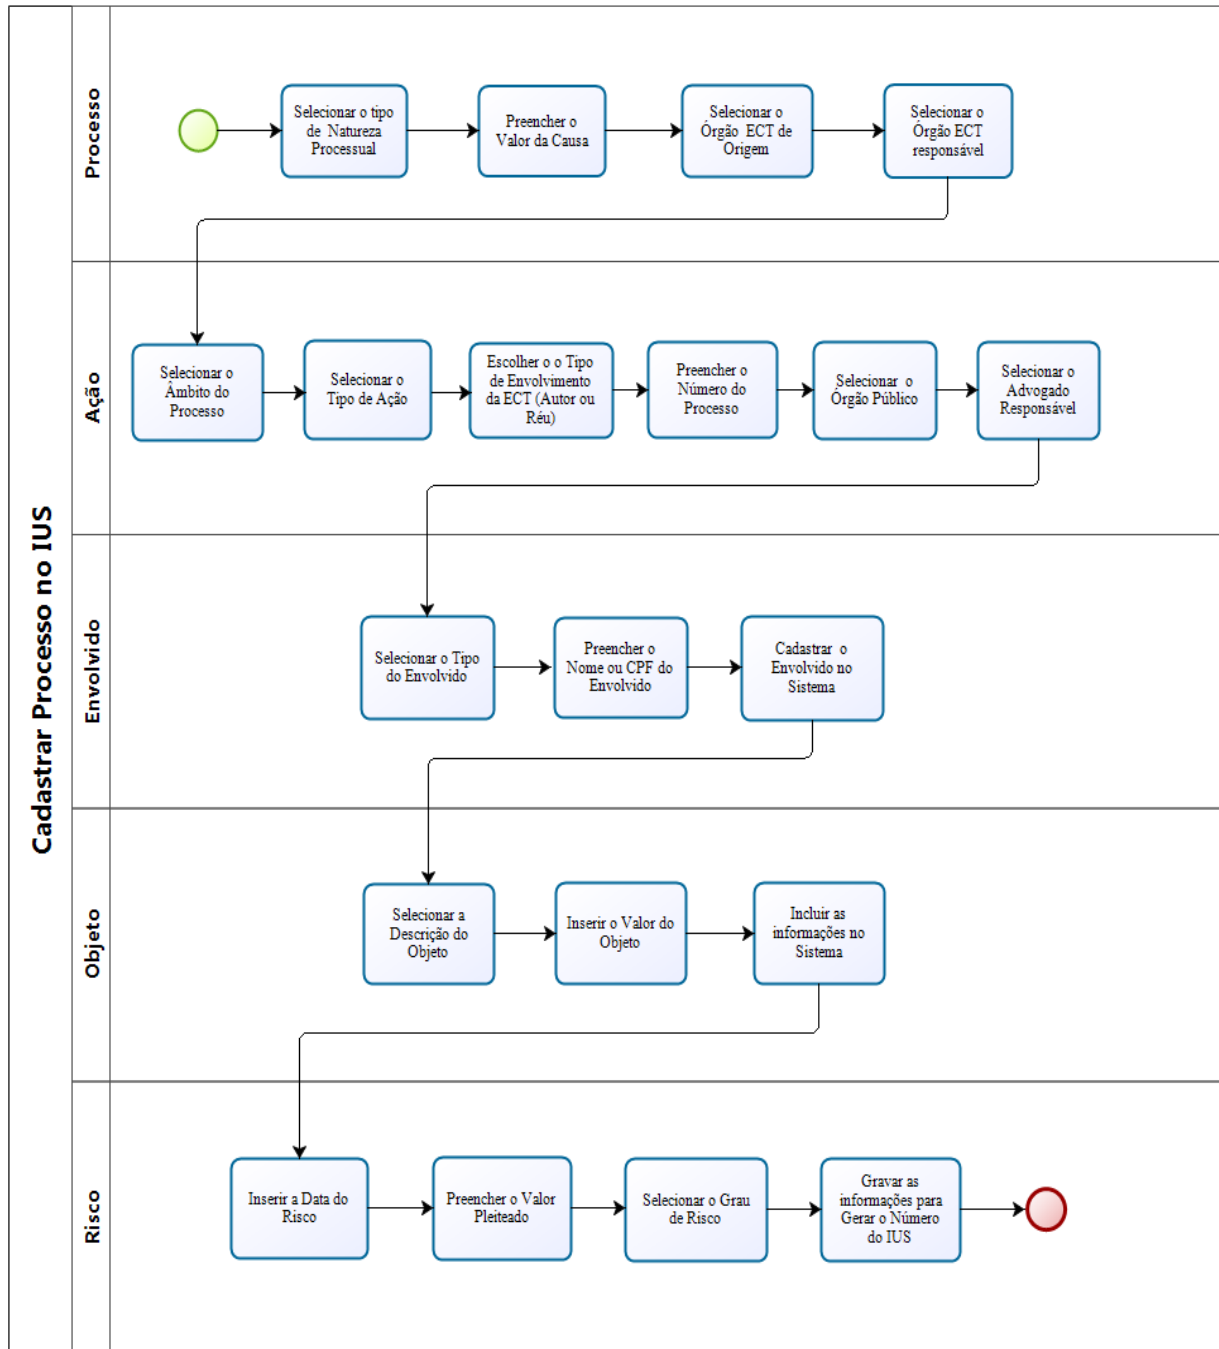 Cadastrar Processo no IUS
Processo
Selecionar o tipo
de Natureza
Processual
Preencher o
Valor da Causa
Selecionar o
Órgão ECT de
Origem
Selecionar o
Órgão ECT
responsável
Ação
Selecionar o
Âmbito do
Processo
Selecionar o
Tipo de Ação
Escolher o o Tipo
de Envolvimento
da ECT (Autor ou
Réu)
Preencher o
Número do
Processo
Selecionar o
Órgão Público
Selecionar o
Advogado
Responsável
Envolvido
Selecionar o Tipo
do Envolvido
Preencher o
Nome ou CPF do
Envolvido
Cadastrar o
Envolvido no
Sistema
Objeto
Selecionar a
Descrição do
Objeto
Inserir o Valor do
Objeto
Incluir as
informações no
Sistema
Risco
Inserir a Data do
Risco
Preencher o Valor
Pleiteado
Selecionar o Grau
de Risco
Gravar as
informações para
Gerar o Número
do IUS